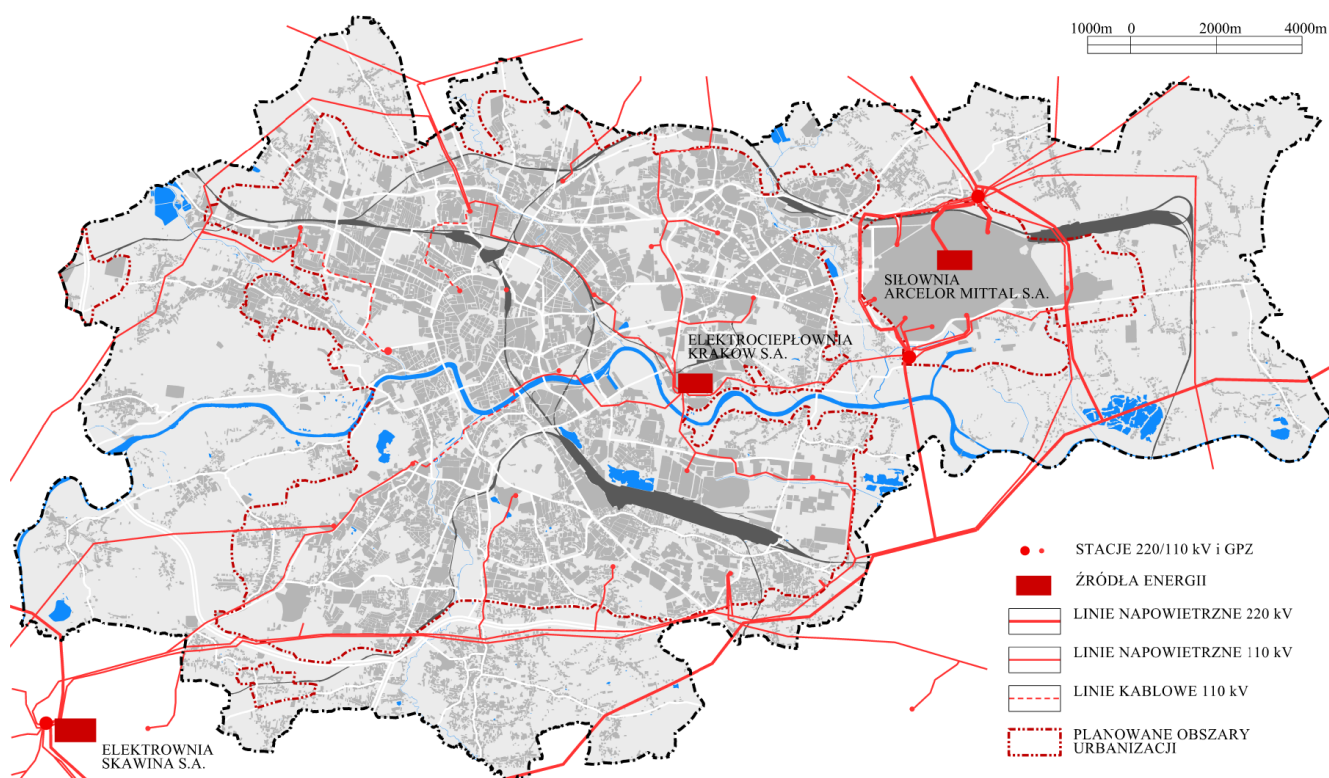 1000m 0 2000m 4000m
SIŁOWNIA
ARCELOR MITTAL S.A.
ELEKTROCIEPŁOWNIA
KRAKÓW S.A.
STACJE 220/110 kV i GPZ
ŹRÓDŁA ENERGII
LINIE NAPOWIETRZNE 220 kV
LINIE NAPOWIETRZNE 110 kV
LINIE KABLOWE 110 kV
PLANOWANE OBSZARY
URBANIZACJI
ELEKTROWNIA
SKAWINA S.A.